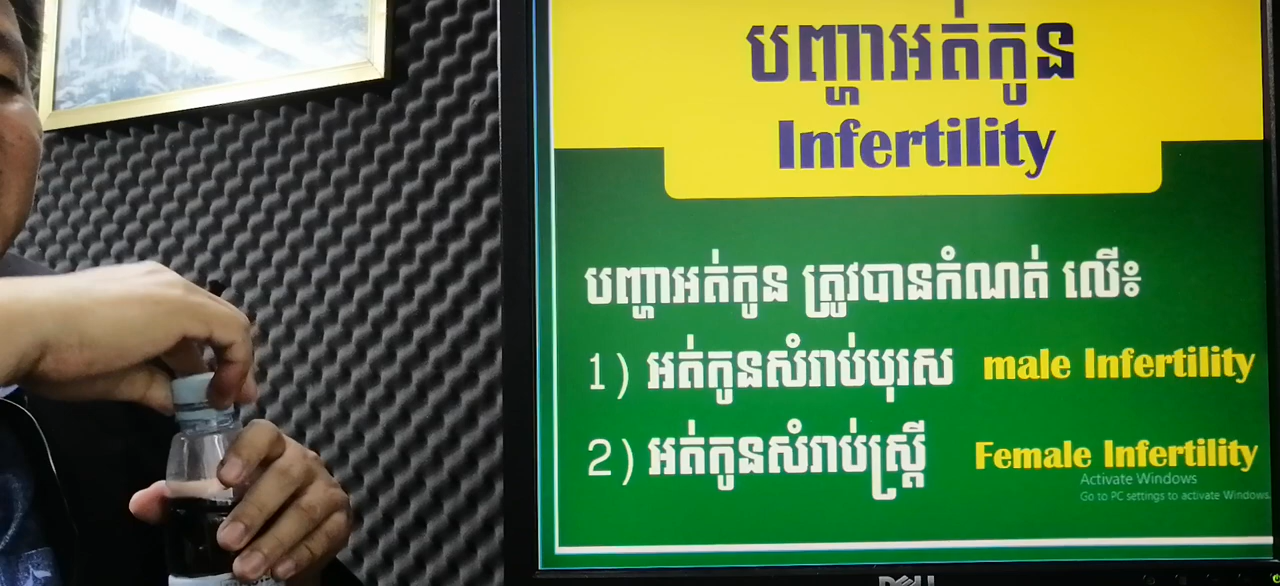 បញ្ហាអត់កូន
Infertility
បញ្ហាអត់កូន ត្រូវបានកំណត់ លើ៖
1) អត់កូនសំរាប់បុរស male Infertility
2) អត់កូនសំរាប់ស្ត្រី Female Infertility
Activate Windows
Go to PC settings to activate Windows.
DELL